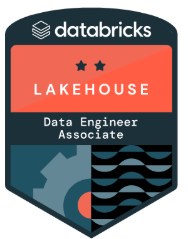 databricks
LAKEHOUSE
Data Engineer
Associate